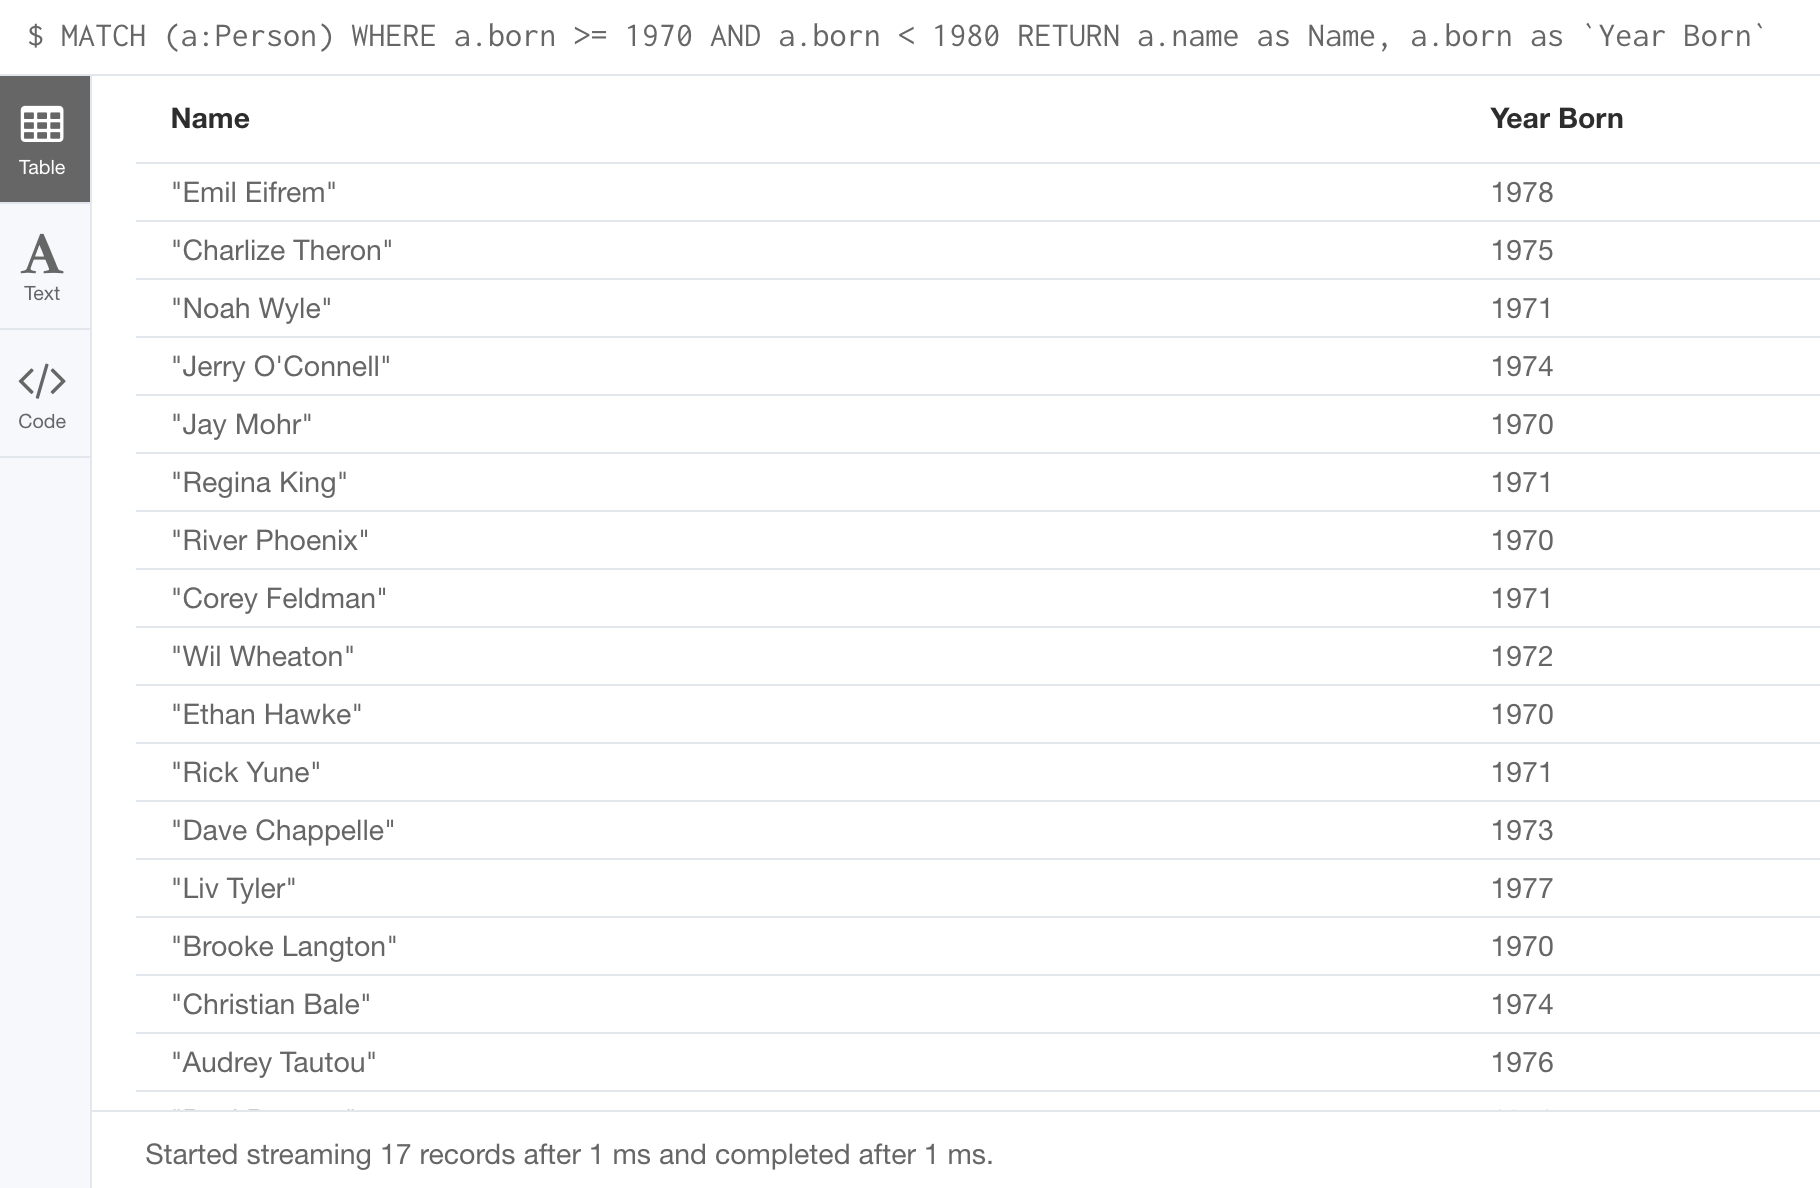 $ MATCH (a:Person) WHERE a.born >= 1970 AND a.born < 1980 RETURN a.name as Name, a.born as `Year Born`
Table
Text
Code
Name Year Born
"Emil Eifrem" 1978
"Charlize Theron" 1975
"Noah Wyle" 1971
"Jerry O'Connell" 1974
"Jay Mohr" 1970
"Regina King" 1971
"River Phoenix" 1970
"Corey Feldman" 1971
"Wil Wheaton" 1972
"Ethan Hawke" 1970
"Rick Yune" 1971
"Dave Chappelle" 1973
"Liv Tyler" 1977
"Brooke Langton" 1970
"Christian Bale" 1974
"Audrey Tautou" 1976
Started streaming 17 records after 1 ms and completed after 1 ms.